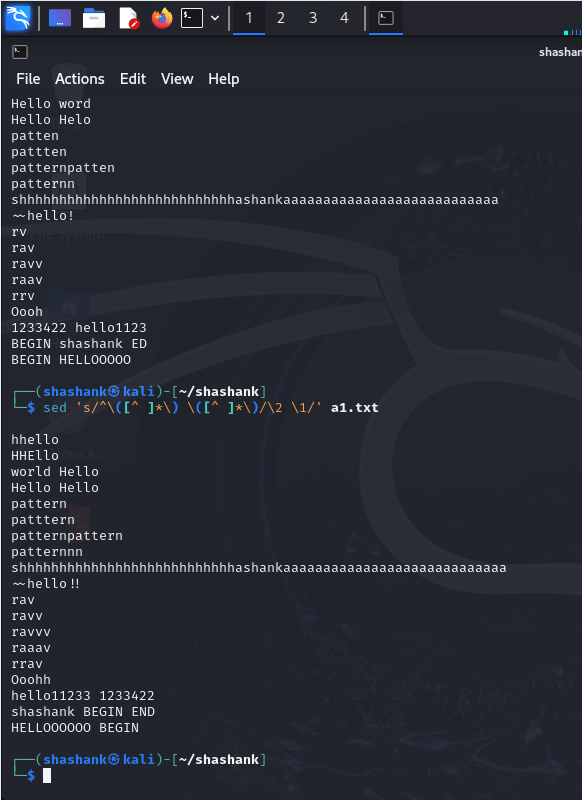 1 2 3 4
shashan
File Actions Edit View Help
Hello word
Hello Helo
patten
pattten
patternpatten
patternn
shhhhhhhhhhhhhhhhhhhhhhhhhhhashankaaaaaaaaaaaaaaaaaaaaaaaaaaa
~~hello!
rv
rav
ravv
raav
rrv
Oooh
1233422 hello1123
BEGIN shashank ED
BEGIN HELLOOOOO
┌──(shashank㉿kali)-[~/shashank]
└─$ sed 's/^\([^ ]*\) \([^ ]*\)/\2 \1/' a1.txt
hhello
HHEllo
world Hello
Hello Hello
pattern
patttern
patternpattern
patternnn
shhhhhhhhhhhhhhhhhhhhhhhhhhhashankaaaaaaaaaaaaaaaaaaaaaaaaaaaa
~~hello!!
rav
ravv
ravvv
raaav
rrav
Ooohh
hello11233 1233422
shashank BEGIN END
HELLOOOOOO BEGIN
┌──(shashank㉿kali)-[~/shashank]
└─$